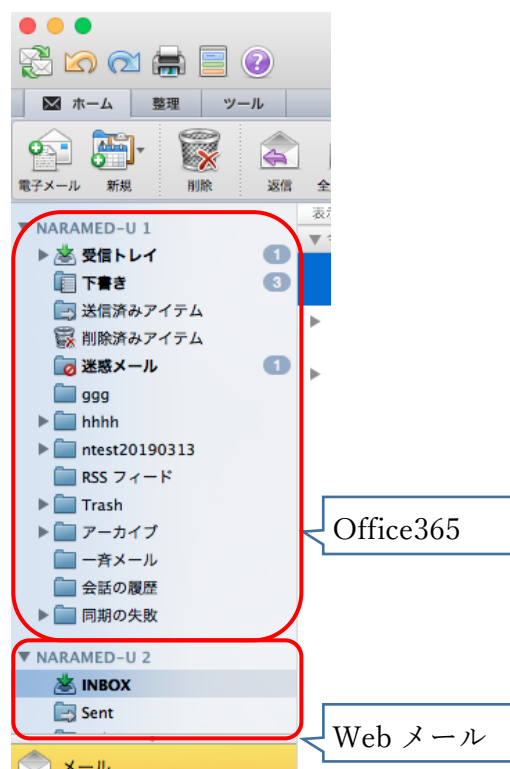 ホーム 整理 ツール
電子メール 新規 削除 返信 全
表示
NARAMED-U 1
受信トレイ 1
下書き 3
送信済みアイテム
削除済みアイテム
迷惑メール 1
ggg
hhhh
ntest20190313
RSS フィード
Trash
アーカイブ
一斉メール
会話の履歴
同期の失敗
Office365
NARAMED-U 2
INBOX
Sent
Web メール
メール